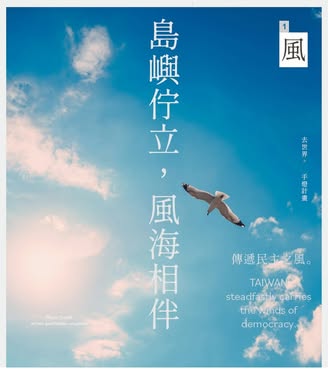 島嶼佇立，風海相伴
1
風
去世界。 手燈計畫
傳遞民主之風。
TAIWAN
steadfastly carries
the winds of
democracy.